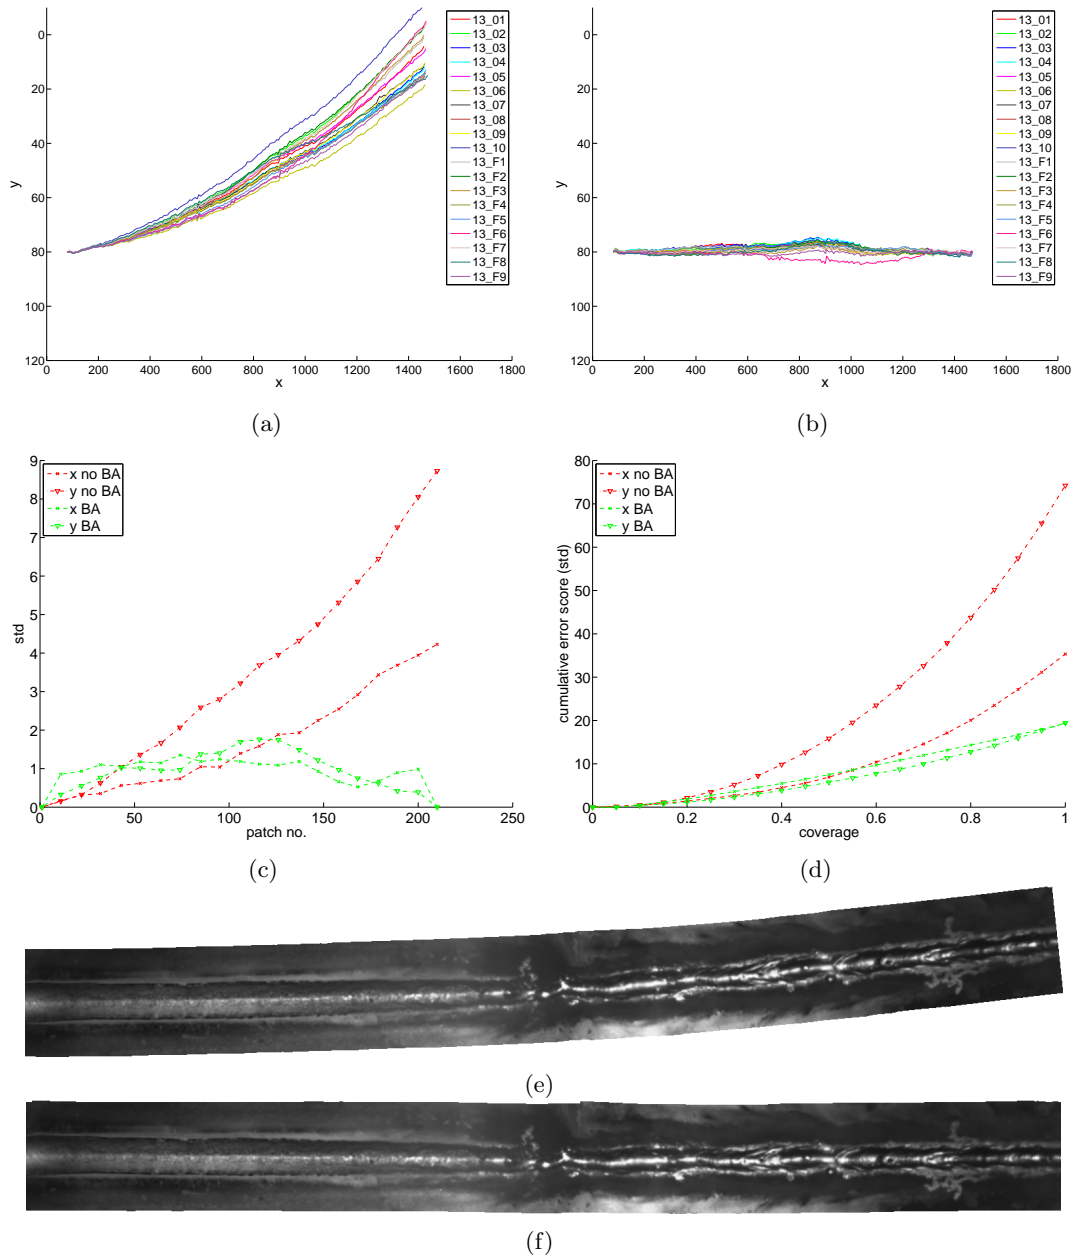 0
20
40
60
80
100
120
y
0
200
400
600
800
1000
1200
1400
1600
1800
x
13_01
13_02
13_03
13_04
13_05
13_06
13_07
13_08
13_09
13_10
13_F1
13_F2
13_F3
13_F4
13_F5
13_F6
13_F7
13_F8
13_F9
(a)
0
20
40
60
80
100
120
y
0
200
400
600
800
1000
1200
1400
1600
1800
x
13_01
13_02
13_03
13_04
13_05
13_06
13_07
13_08
13_09
13_10
13_F1
13_F2
13_F3
13_F4
13_F5
13_F6
13_F7
13_F8
13_F9
(b)
9
8
7
6
5
4
3
2
1
0
std
x no BA
y no BA
x BA
y BA
0
50
100
150
200
250
patch no.
(c)
80
70
60
50
40
30
20
10
0
cumulative error score (std)
x no BA
y no BA
x BA
y BA
0
0.2
0.4
0.6
0.8
1
coverage
(d)
(e)
(f)